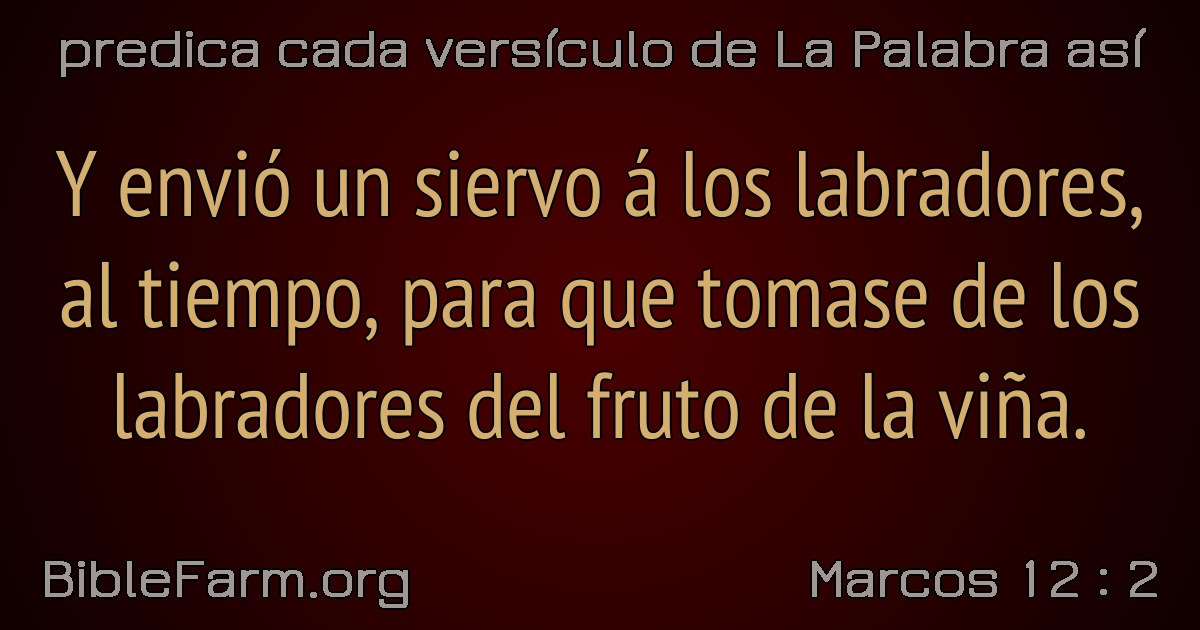 predica cada versículo de La Palabra así
Y envió un siervo á los labradores,
al tiempo, para que tomase de los
labradores del fruto de la viña.
BibleFarm.org
Marcos 12 : 2